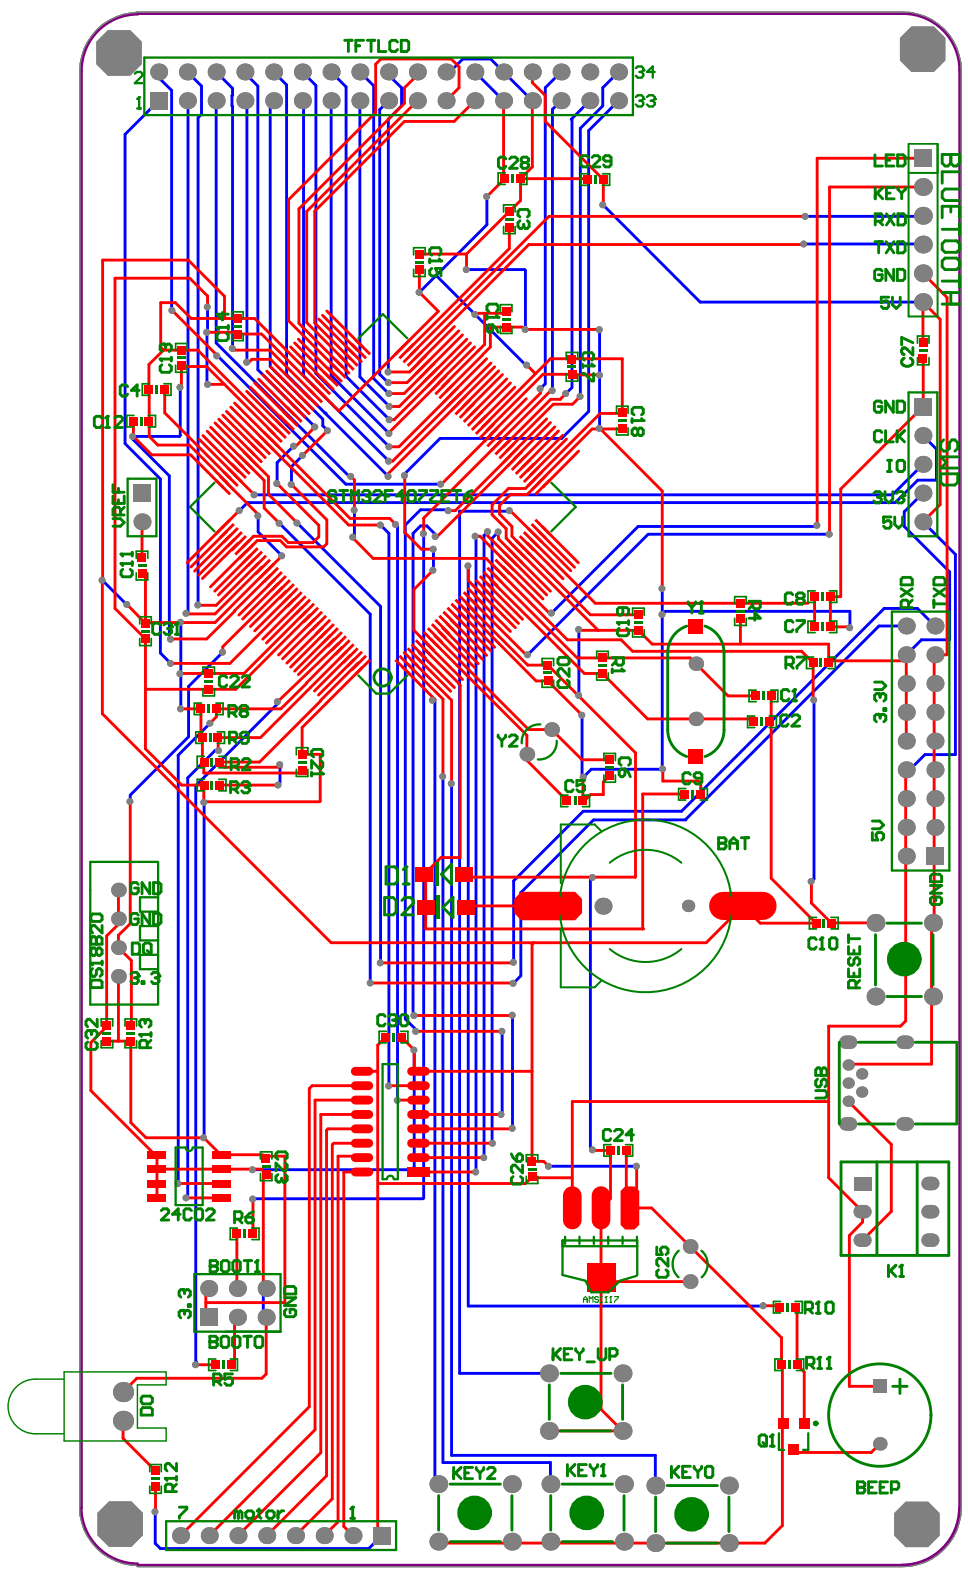 TFTLCD
2
34
1
33
C28
C29
LED
KEY
RXD
TXD
GND
5V
BLUETOOTH
C3
C15
C14
C16
C13
C27
C4
C12
C18
GND
CLK
IO
3V3
5V
SWD
VREF
STM32F407ZET6
C11
C31
C19
Y1
R4
C8
C7
RXD
TXD
C22
C20
R1
R7
R8
C1
C2
3.3V
R9
Y2
R2
C21
C6
R3
C5
C9
5V
BAT
GND
D1
D2
DS18B20
GND
GND
DQ
3.3
C10
RESET
C32
R13
C30
USB
C24
C26
C23
24C02
R6
C25
K1
BOOT1
3.3
GND
AMS1117
R10
BOOT0
KEY_UP
R11
R5
D0
Q1
KEY2
KEY1
KEY0
BEEP
R12
7
motor
1